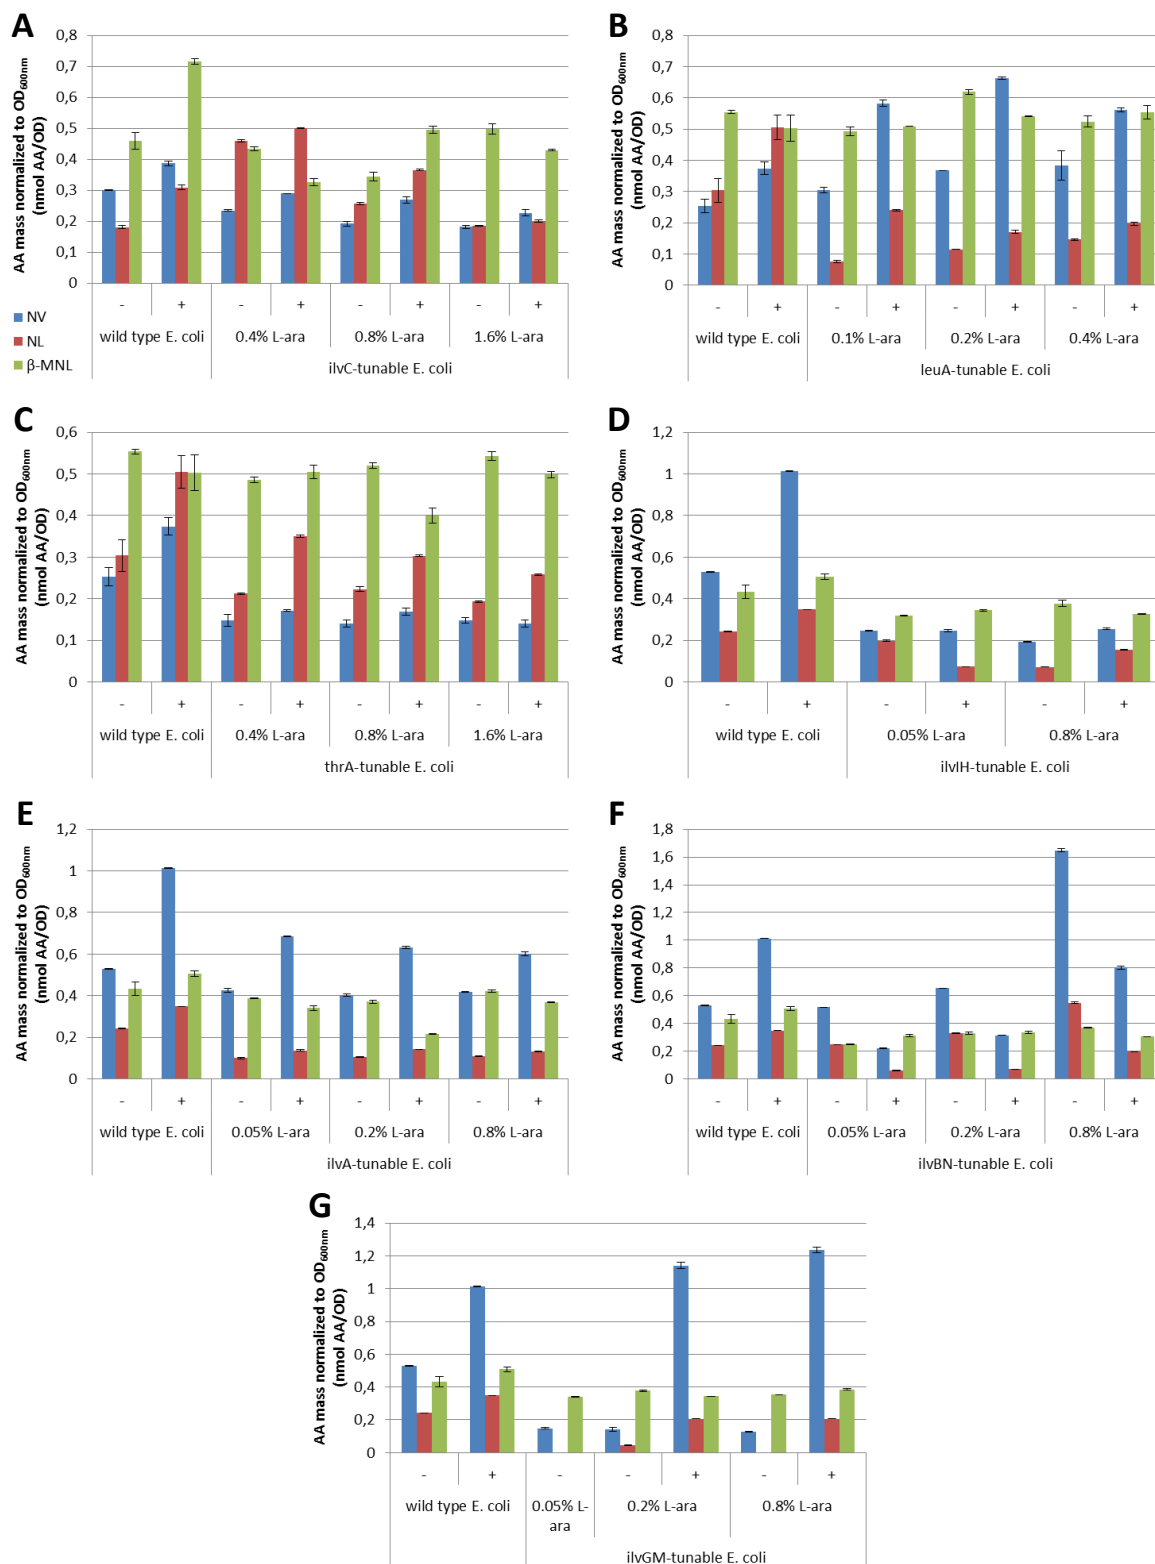 A
AA mass normalized to OD600nm
(nmol AA/OD)
0,8
0,7
0,6
0,5
0,4
0,3
0,2
0,1
0
- + - + - + - +
wild type E. coli 0.4% L-ara 0.8% L-ara 1.6% L-ara
ilvC-tunable E. coli
NV
NL
β-MNL
B
AA mass normalized to OD600nm
(nmol AA/OD)
0,8
0,7
0,6
0,5
0,4
0,3
0,2
0,1
0
- + - + - + - +
wild type E. coli 0.1% L-ara 0.2% L-ara 0.4% L-ara
leuA-tunable E. coli
C
AA mass normalized to OD600nm
(nmol AA/OD)
0,6
0,5
0,4
0,3
0,2
0,1
0
- + - + - + - +
wild type E. coli 0.4% L-ara 0.8% L-ara 1.6% L-ara
thrA-tunable E. coli
D
AA mass normalized to OD600nm
(nmol AA/OD)
1,2
1
0,8
0,6
0,4
0,2
0
- + - + - +
wild type E. coli 0.05% L-ara 0.8% L-ara
ilvIH-tunable E. coli
E
AA mass normalized to OD600nm
(nmol AA/OD)
1,2
1
0,8
0,6
0,4
0,2
0
- + - + - + - +
wild type E. coli 0.05% L-ara 0.2% L-ara 0.8% L-ara
ilvA-tunable E. coli
F
AA mass normalized to OD600nm
(nmol AA/OD)
1,8
1,6
1,4
1,2
1
0,8
0,6
0,4
0,2
0
- + - + - + - +
wild type E. coli 0.05% L-ara 0.2% L-ara 0.8% L-ara
ilvBN-tunable E. coli
G
AA mass normalized to OD600nm
(nmol AA/OD)
1,4
1,2
1
0,8
0,6
0,4
0,2
0
- + - - + - +
wild type E. coli 0.05% L- 0.2% L-ara 0.8% L-ara
ara
ilvGM-tunable E. coli